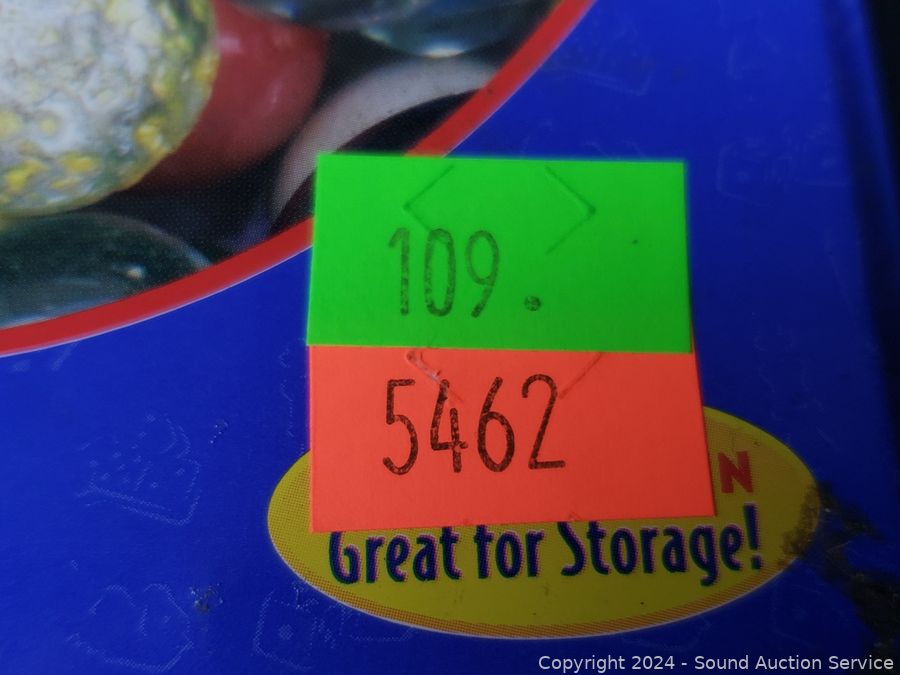 109.
5462
N
Great for Storage!
Copyright 2024 - Sound Auction Service